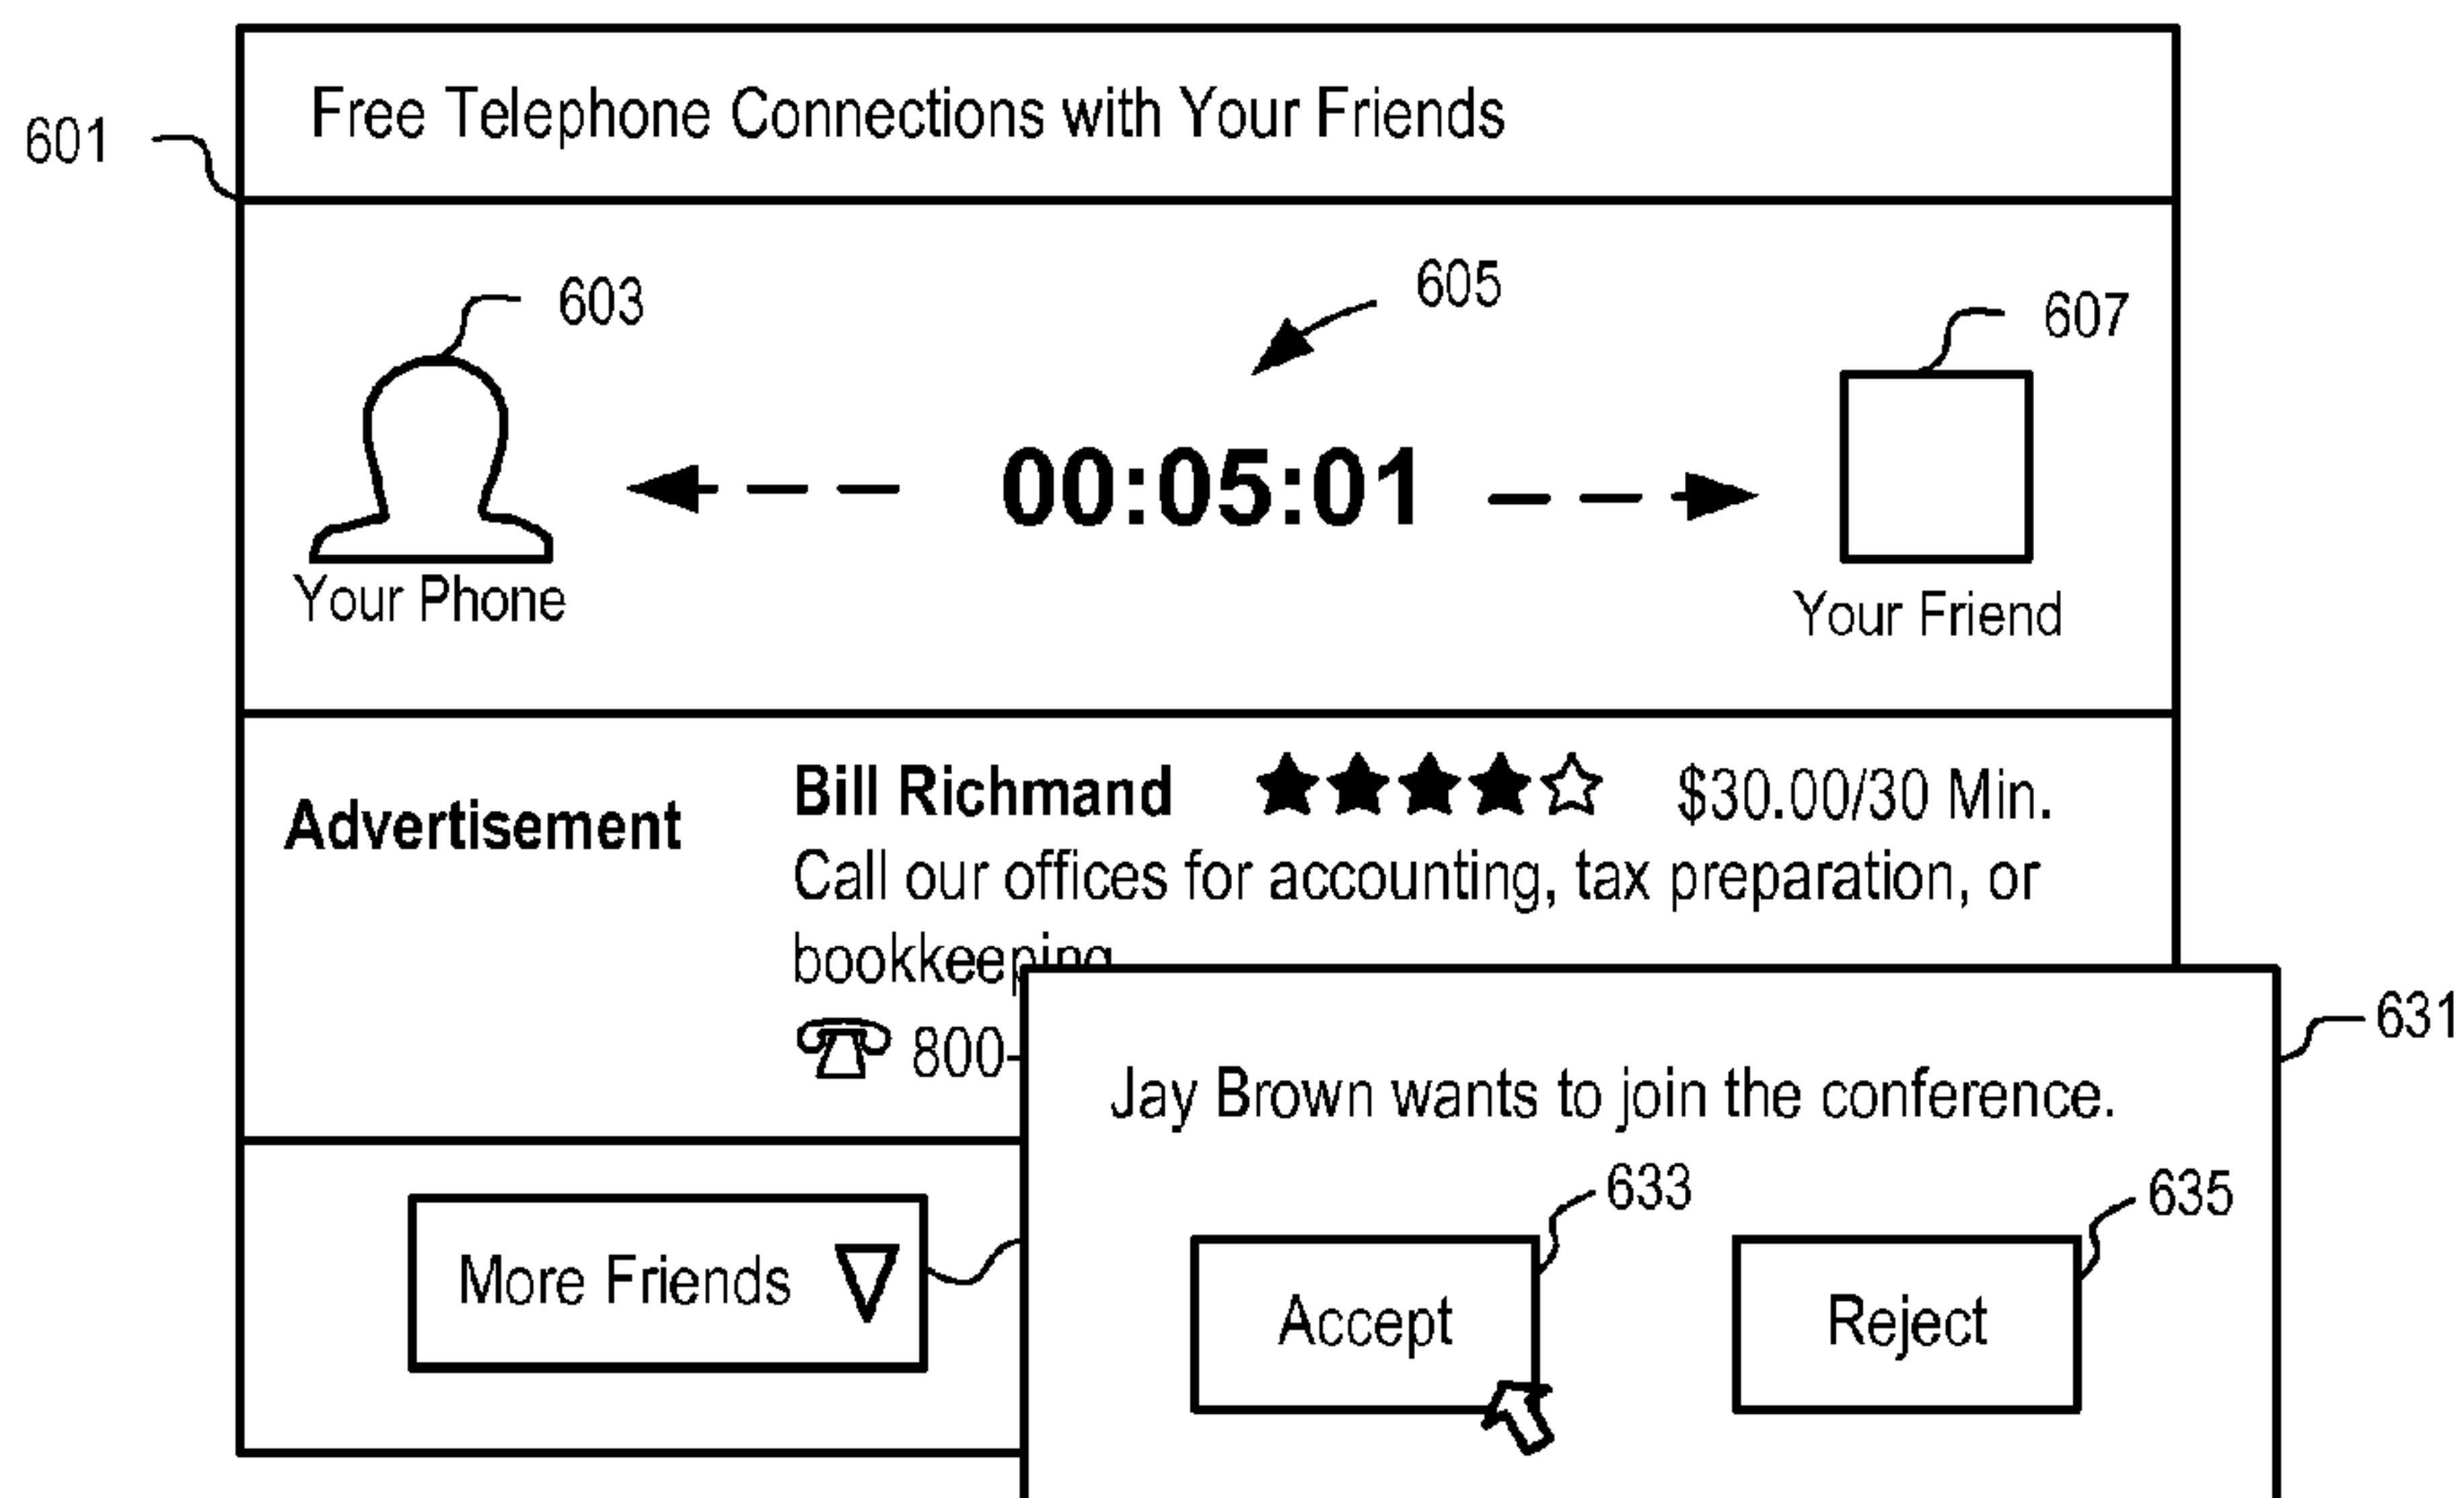 Free Telephone Connections with Your Friends
601
603
605
607
00:05:01
Your Phone
Your Friend
Advertisement
Bill Richmand $30.00/30 Min.
Call our offices for accounting, tax preparation, or
bookkeeping
800-
631
Jay Brown wants to join the conference.
633
635
More Friends
Accept
Reject